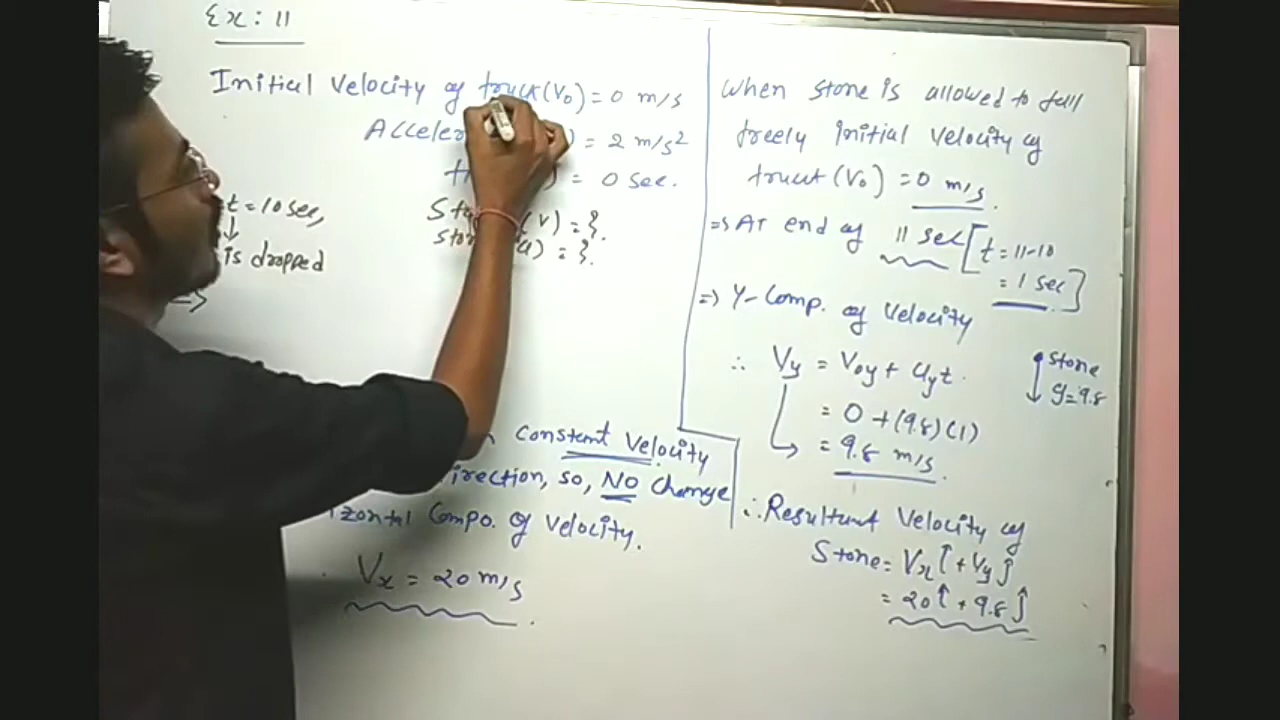 Ex: 11
Initial Velocity of truck (V₀) = 0 m/s
Acceler ) = 2 m/s²
) = 0 sec.
(V) = }.
) = }.
t = 10 sec,
↓
is dropped
→
Constant Velocity
irection, so, NO Change
izontal Compo. of Velocity.
Vx = 20 m/s
When stone is allowed to fall
freely initial velocity of
truck (V₀) = 0 m/s
⇒ At end of 11 sec [t = 11-10
= 1 sec]
⇒ Y-Comp. of Velocity
∴ Vy = V₀y + ayt.
= 0 + (9.8)(1)
= 9.8 m/s
stone
g=9.8
∴ Resultant Velocity of
Stone = Vx î + Vy ĵ
= 20 î + 9.8 ĵ